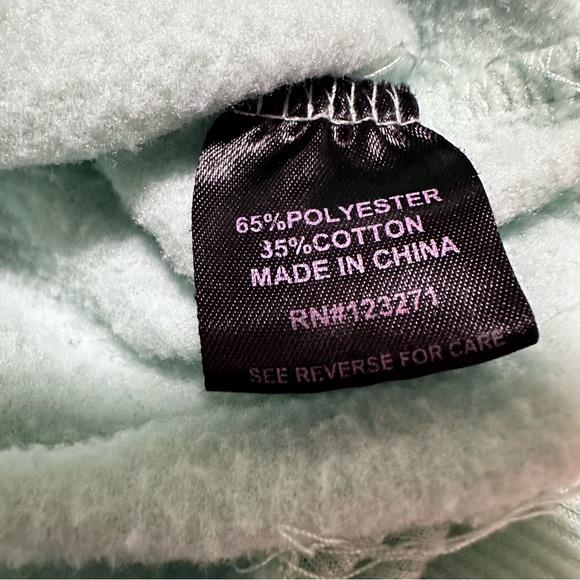 65%POLYESTER
35%COTTON
MADE IN CHINA
RN#123271
SEE REVERSE FOR CARE